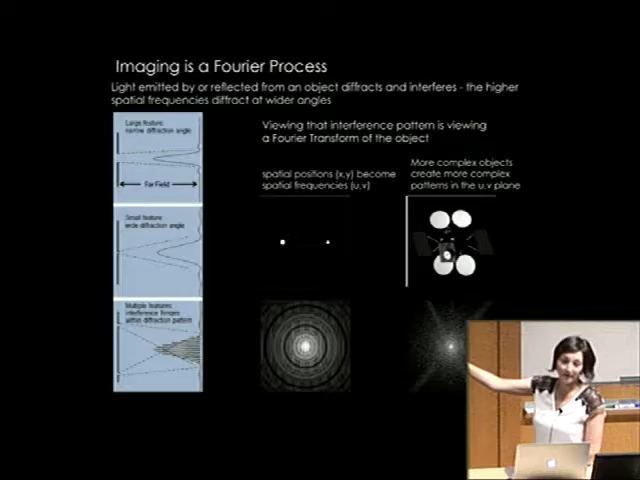 Imaging is a Fourier Process
Light emitted by or reflected from an object diffracts and interferes - the higher
spatial frequencies diffract at wider angles
Large feature:
narrow diffraction angle
Far Field
Small feature:
wide diffraction angle
Multiple features:
interference fringes
within diffraction pattern
Viewing that interference pattern is viewing
a Fourier Transform of the object
spatial positions (x,y) become
spatial frequencies (u,v)
More complex objects
create more complex
patterns in the u,v plane